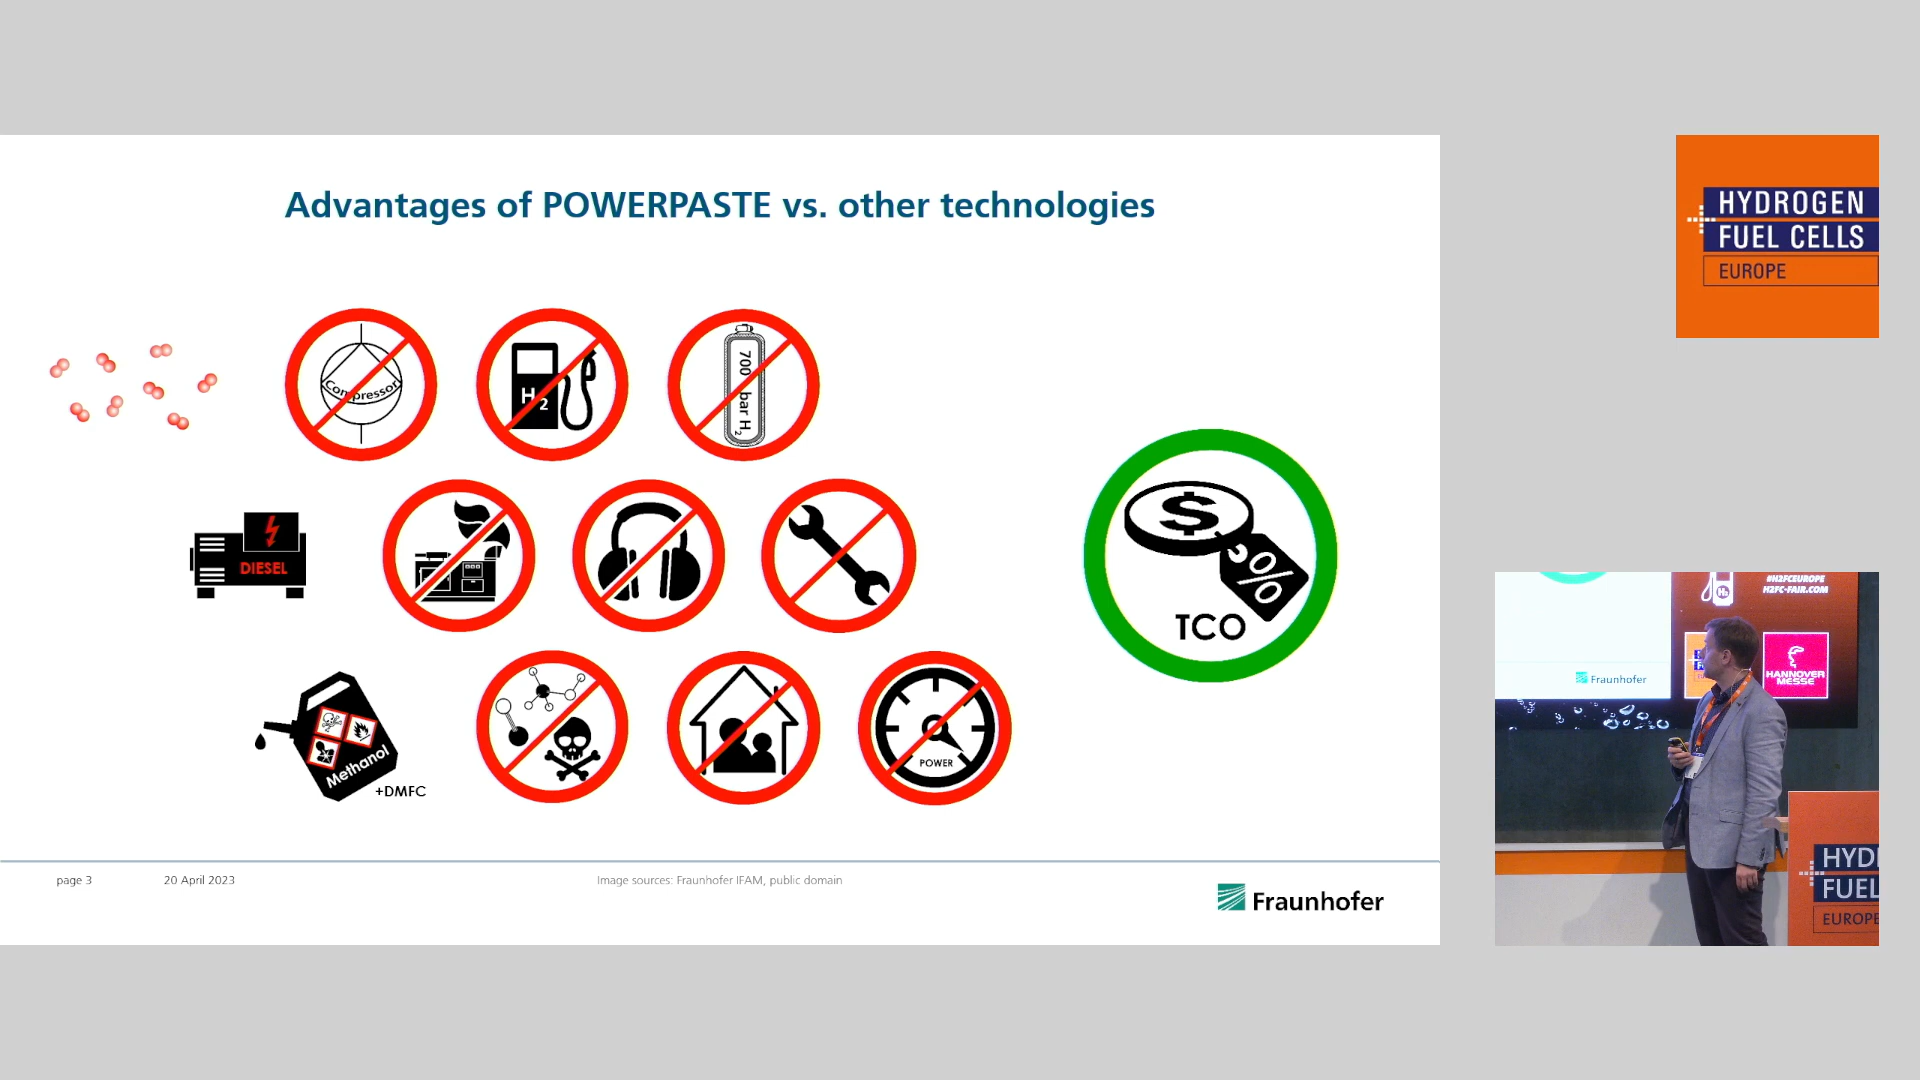 Advantages of POWERPASTE vs. other technologies
Compressor
H2
700 bar H2
DIESEL
$
%
TCO
Methanol
+DMFC
POWER
page 3
20 April 2023
Image sources: Fraunhofer IFAM, public domain
Fraunhofer
HYDROGEN
FUEL CELLS
EUROPE
#H2FCEUROPE
H2FC-FAIR.COM
H2
HANNOVER
MESSE
Fraunhofer
HYD
FUEL
EUROPE